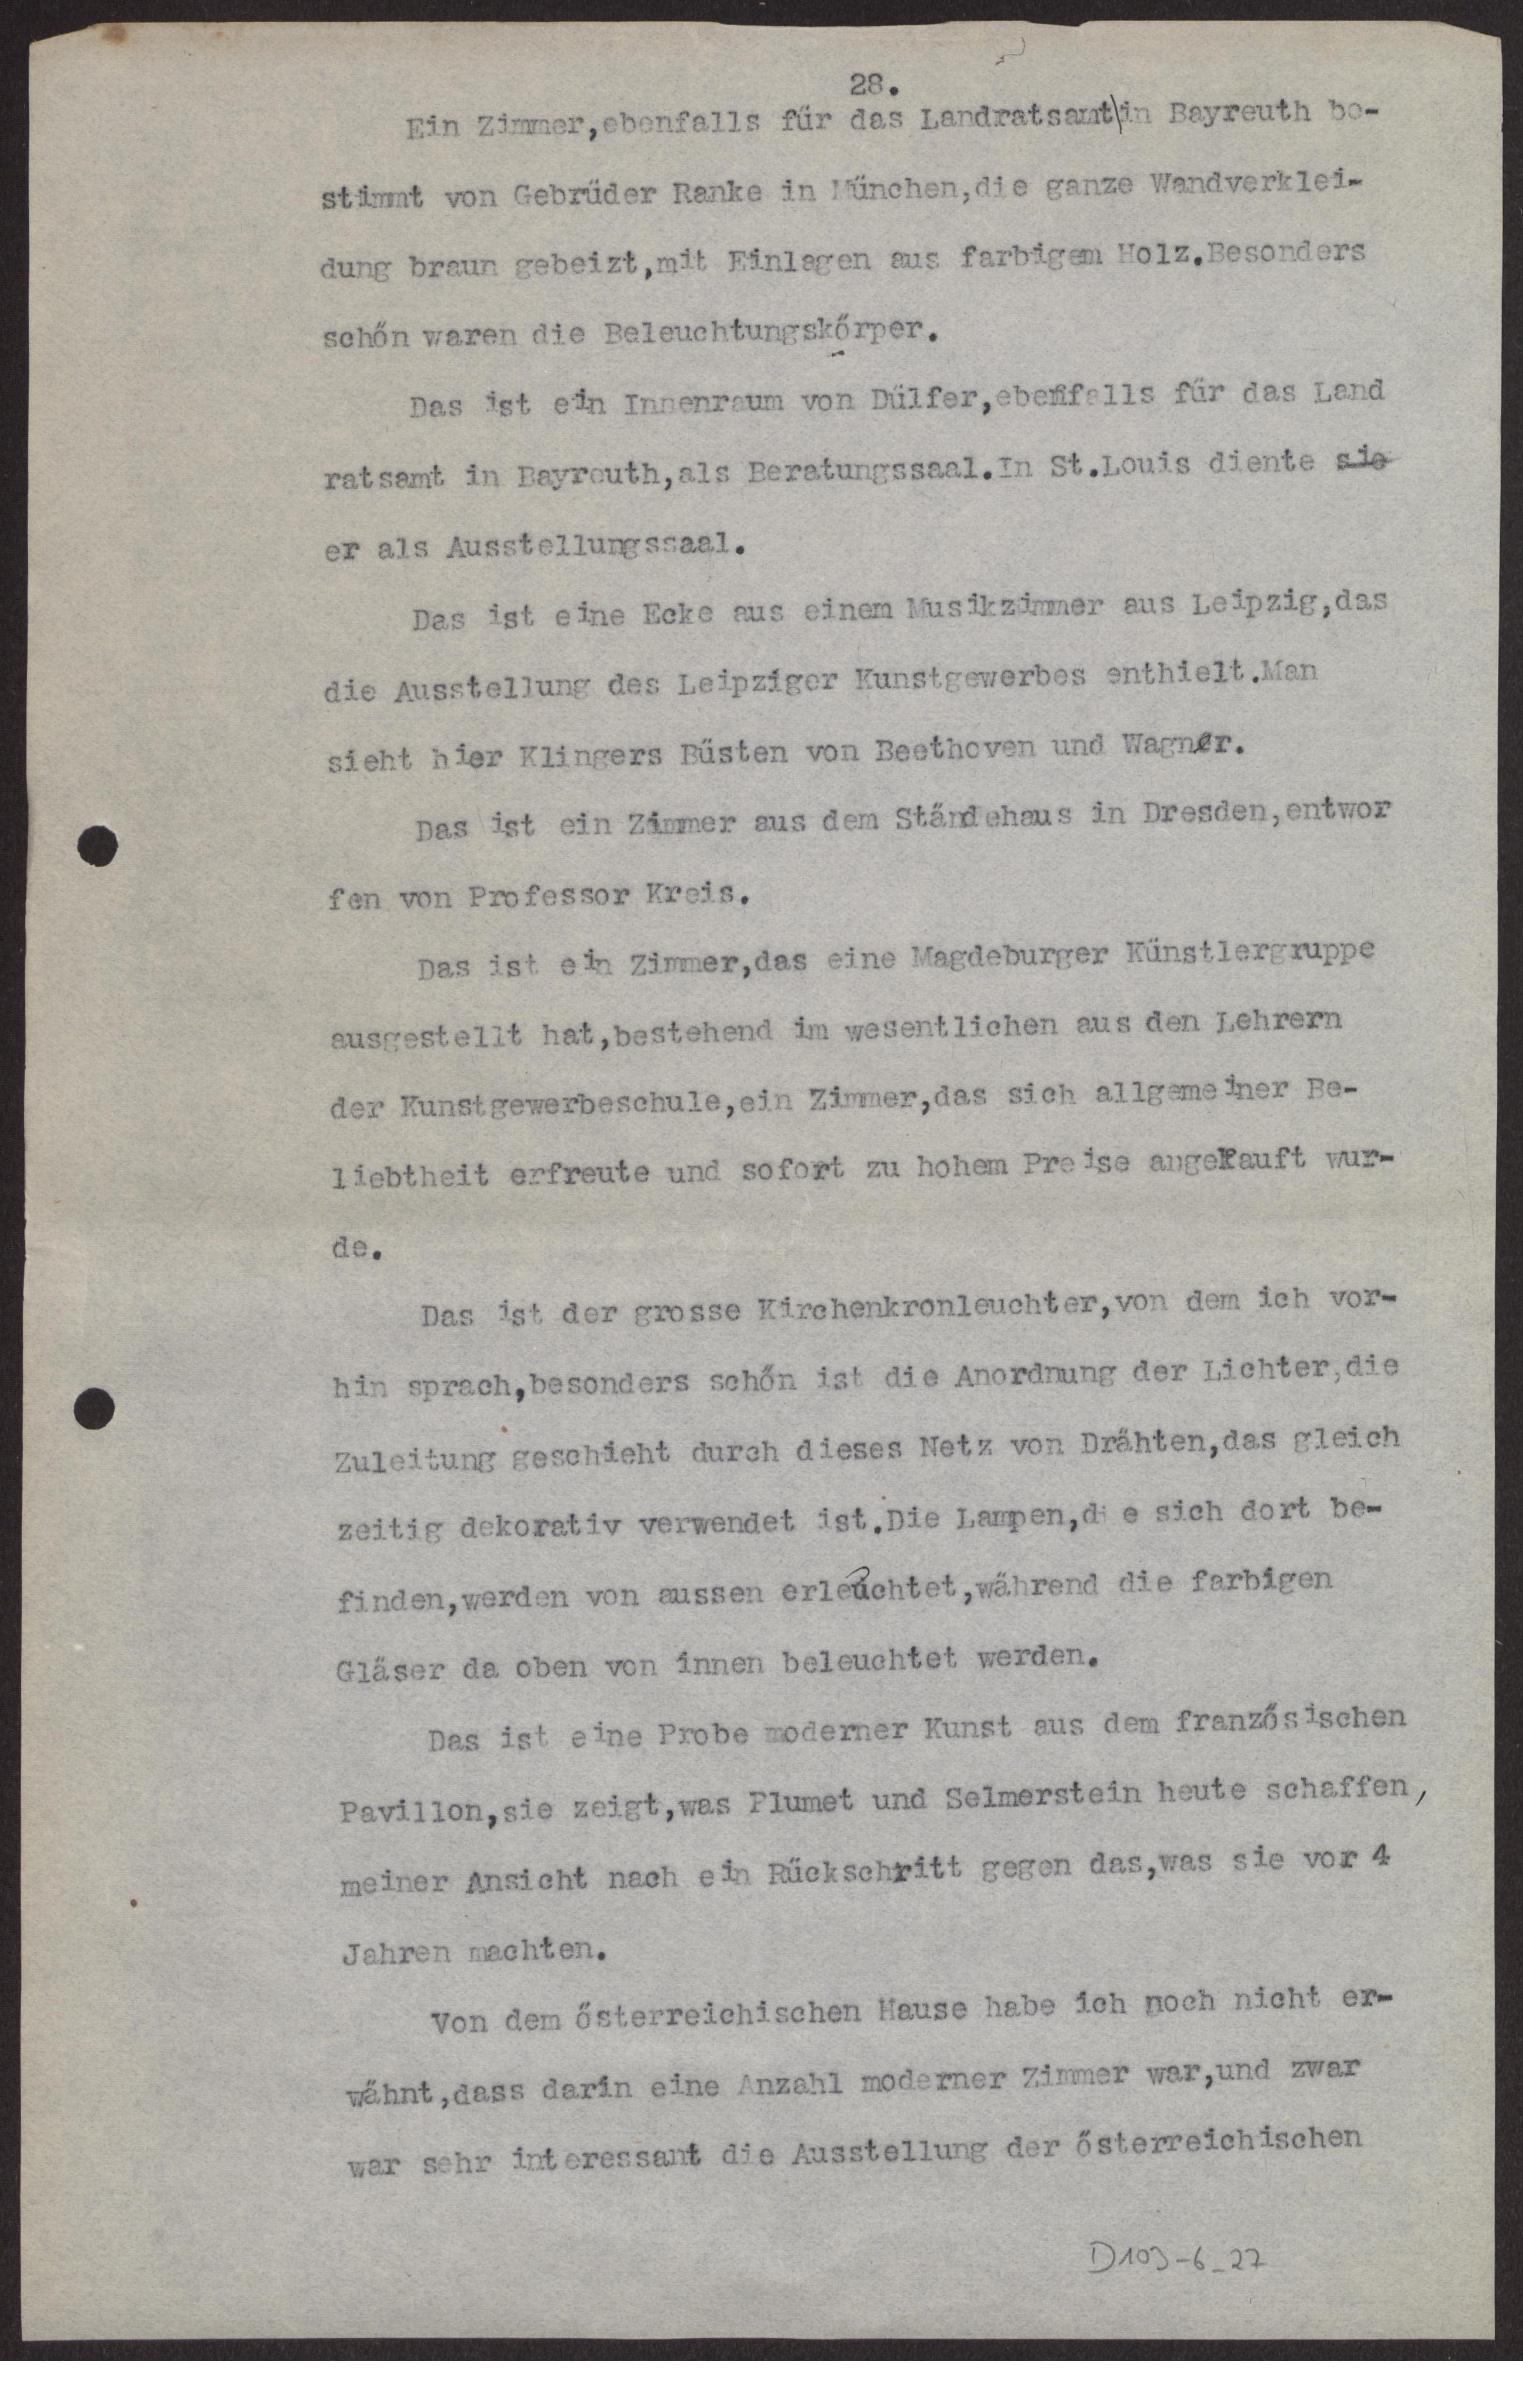 28.
Ein Zimmer,ebenfalls für das Landratsamt\in Bayreuth be-
stimmt von Gebrüder Ranke in München,die ganze Wandverklei-
dung braun gebeizt,mit Einlagen aus farbigem Holz.Besonders
schön waren die Beleuchtungskörper.
Das ist ein Innenraum von Dülfer,ebenfalls für das Land
ratsamt in Bayreuth,als Beratungssaal.In St.Louis diente sie
er als Ausstellungssaal.
Das ist eine Ecke aus einem Musikzimmer aus Leipzig,das
die Ausstellung des Leipziger Kunstgewerbes enthielt.Man
sieht hier Klingers Büsten von Beethoven und Wagner.
Das ist ein Zimmer aus dem Ständehaus in Dresden,entwor
fen von Professor Kreis.
Das ist ein Zimmer,das eine Magdeburger Künstlergruppe
ausgestellt hat,bestehend im wesentlichen aus den Lehrern
der Kunstgewerbeschule,ein Zimmer,das sich allgemeiner Be-
liebtheit erfreute und sofort zu hohem Preise angekauft wur-
de.
Das ist der grosse Kirchenkronleuchter,von dem ich vor-
hin sprach,besonders schön ist die Anordnung der Lichter,die
Zuleitung geschieht durch dieses Netz von Drähten,das gleich
zeitig dekorativ verwendet ist.Die Lampen,die sich dort be-
finden,werden von aussen erleuchtet,während die farbigen
Gläser da oben von innen beleuchtet werden.
Das ist eine Probe moderner Kunst aus dem französischen
Pavillon,sie zeigt,was Plumet und Selmerstein heute schaffen,
meiner Ansicht nach ein Rückschritt gegen das,was sie vor 4
Jahren machten.
Von dem österreichischen Hause habe ich noch nicht er-
wähnt,dass darin eine Anzahl moderner Zimmer war,und zwar
war sehr interessant die Ausstellung der österreichischen
D103-6_27